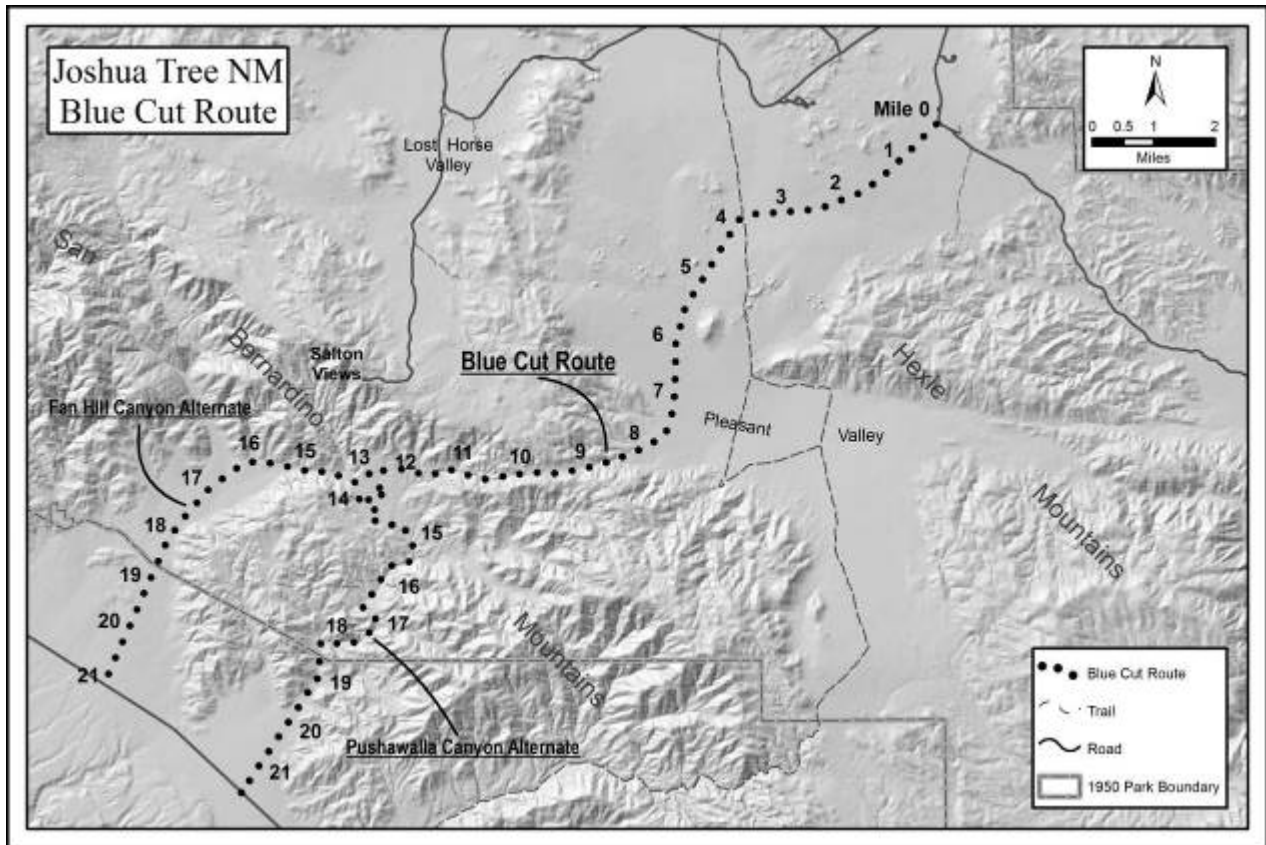 Joshua Tree NM
Blue Cut Route
N
0 0.5 1 2
Miles
Mile 0
1
2
3
4
5
6
7
8
9
10
11
12
13
14
15
16
17
18
19
20
21
15
16
17
18
19
20
21
Lost Horse
Valley
San
Bernardino
Mountains
Salton
Views
Blue Cut Route
Fan Hill Canyon Alternate
Pushawalla Canyon Alternate
Pleasant
Valley
Hexie
Mountains
Blue Cut Route
Trail
Road
1950 Park Boundary